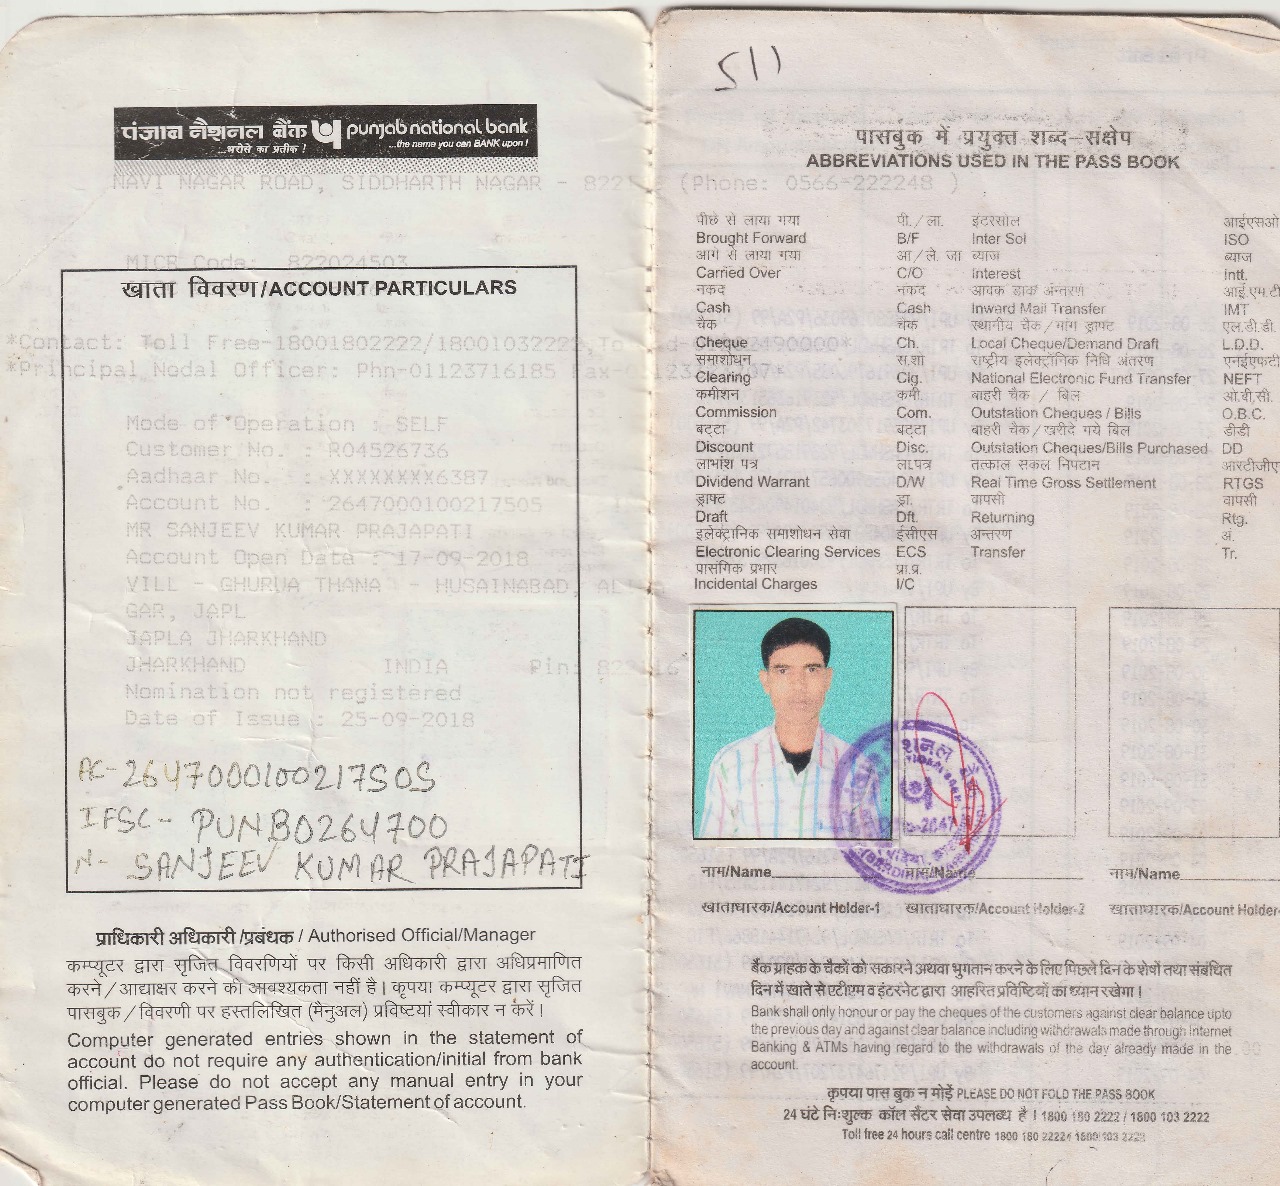 पंजाब नैशनल बैंक punjab national bank
...भरोसे का प्रतीक ! ...the name you can BANK upon !
NAVI NAGAR ROAD, SIDDHARTH NAGAR - (Phone: 0566-222248 )
MICR Code: 822024503
खाता विवरण/ACCOUNT PARTICULARS
*Contact: Toll Free-18001802222/18001032222,
*Principal Nodal Officer: Phn-01123716185
Mode of Operation : SELF
Customer No. : R04526736
Aadhaar No. : XXXXXXXX6387
Account No. : 2647000100217505
MR SANJEEV KUMAR PRAJAPATI
Account Open Date : 17-09-2018
VILL - GHURUA THANA - HUSAINABAD,
GAR, JAPL
JAPLA JHARKHAND
JHARKHAND INDIA Pin:
Nomination not registered
Date of Issue : 25-09-2018
AC-2647000100217505
IFSC- PUNB0264700
N- SANJEEV KUMAR PRAJAPATI
प्राधिकारी अधिकारी/प्रबंधक / Authorised Official/Manager
कम्प्यूटर द्वारा सृजित विवरणियों पर किसी अधिकारी द्वारा अधिप्रमाणित
करने / आद्याक्षर करने की आवश्यकता नहीं है। कृपया कम्प्यूटर द्वारा सृजित
पासबुक / विवरणी पर हस्तलिखित (मैनुअल) प्रविष्टियां स्वीकार न करें।
Computer generated entries shown in the statement of
account do not require any authentication/initial from bank
official. Please do not accept any manual entry in your
computer generated Pass Book/Statement of account.
511
पासबुक में प्रयुक्त शब्द-संक्षेप
ABBREVIATIONS USED IN THE PASS BOOK
पीछे से लाया गया पी./ला. इंटरसोल आईएसओ
Brought Forward B/F Inter Sol ISO
आगे से लाया गया आ/ले. जा ब्याज ब्याज
Carried Over C/O Interest Intt.
नकद नकद आवक डाक अन्तरण आई.एम.टी
Cash Cash Inward Mail Transfer IMT
चैक चैक स्थानीय चैक/मांग ड्राफ्ट एल.डी.डी.
Cheque Ch. Local Cheque/Demand Draft L.D.D.
समाशोधन स.शो राष्ट्रीय इलेक्ट्रॉनिक निधि अंतरण एनईएफटी
Clearing Clg. National Electronic Fund Transfer NEFT
कमीशन कमी. बाहरी चैक / बिल ओ.बी.सी.
Commission Com. Outstation Cheques / Bills O.B.C.
बट्टा बट्टा बाहरी चैक/खरीदे गये बिल डीडी
Discount Disc. Outstation Cheques/Bills Purchased DD
लाभांश पत्र ला.पत्र तत्काल सकल निपटान आरटीजीए
Dividend Warrant D/W Real Time Gross Settlement RTGS
ड्राफ्ट ड्रा. वापसी वापसी
Draft Dft. Returning Rtg.
इलेक्ट्रानिक समाशोधन सेवा ईसीएस अन्तरण अं.
Electronic Clearing Services ECS Transfer Tr.
प्रासंगिक प्रभार प्रा.प्र.
Incidental Charges I/C
नाम/Name नाम/Name नाम/Name
खाताधारक/Account Holder-1 खाताधारक/Account Holder-2 खाताधारक/Account Holder-
बैंक ग्राहक के चैकों को सकारने अथवा भुगतान करने के लिए पिछले दिन के शेषों तथा संबंधित
दिन में खाते से एटीएम व इंटरनेट द्वारा आहरित प्रविष्टियों का ध्यान रखेगा।
Bank shall only honour or pay the cheques of the customers against clear balance upto
the previous day and against clear balance including withdrawals made through Internet
Banking & ATMs having regard to the withdrawals of the day already made in the
account.
कृपया पास बुक न मोड़ें PLEASE DO NOT FOLD THE PASS BOOK
24 घंटे निःशुल्क कॉल सैंटर सेवा उपलब्ध है । 1800 180 2222 / 1800 103 2222
Toll free 24 hours call centre 1800 180 2222 / 1800 103 2222